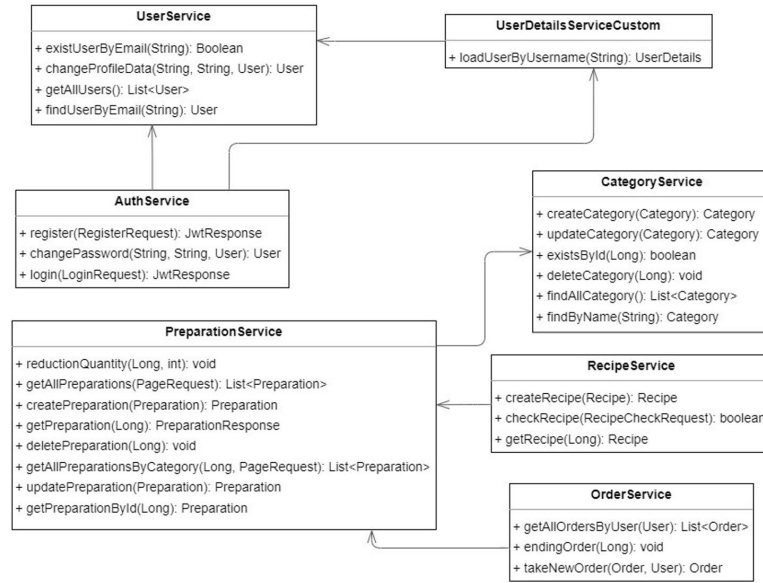 UserService
+ existUserByEmail(String): Boolean
+ changeProfileData(String, String, User): User
+ getAllUsers(): List<User>
+ findUserByEmail(String): User
UserDetailsServiceCustom
+ loadUserByUsername(String): UserDetails
AuthService
+ register(RegisterRequest): JwtResponse
+ changePassword(String, String, User): User
+ login(LoginRequest): JwtResponse
CategoryService
+ createCategory(Category): Category
+ updateCategory(Category): Category
+ existsById(Long): boolean
+ deleteCategory(Long): void
+ findAllCategory(): List<Category>
+ findByName(String): Category
PreparationService
+ reductionQuantity(Long, int): void
+ getAllPreparations(PageRequest): List<Preparation>
+ createPreparation(Preparation): Preparation
+ getPreparation(Long): PreparationResponse
+ deletePreparation(Long): void
+ getAllPreparationsByCategory(Long, PageRequest): List<Preparation>
+ updatePreparation(Preparation): Preparation
+ getPreparationById(Long): Preparation
RecipeService
+ createRecipe(Recipe): Recipe
+ checkRecipe(RecipeCheckRequest): boolean
+ getRecipe(Long): Recipe
OrderService
+ getAllOrdersByUser(User): List<Order>
+ endingOrder(Long): void
+ takeNewOrder(Order, User): Order